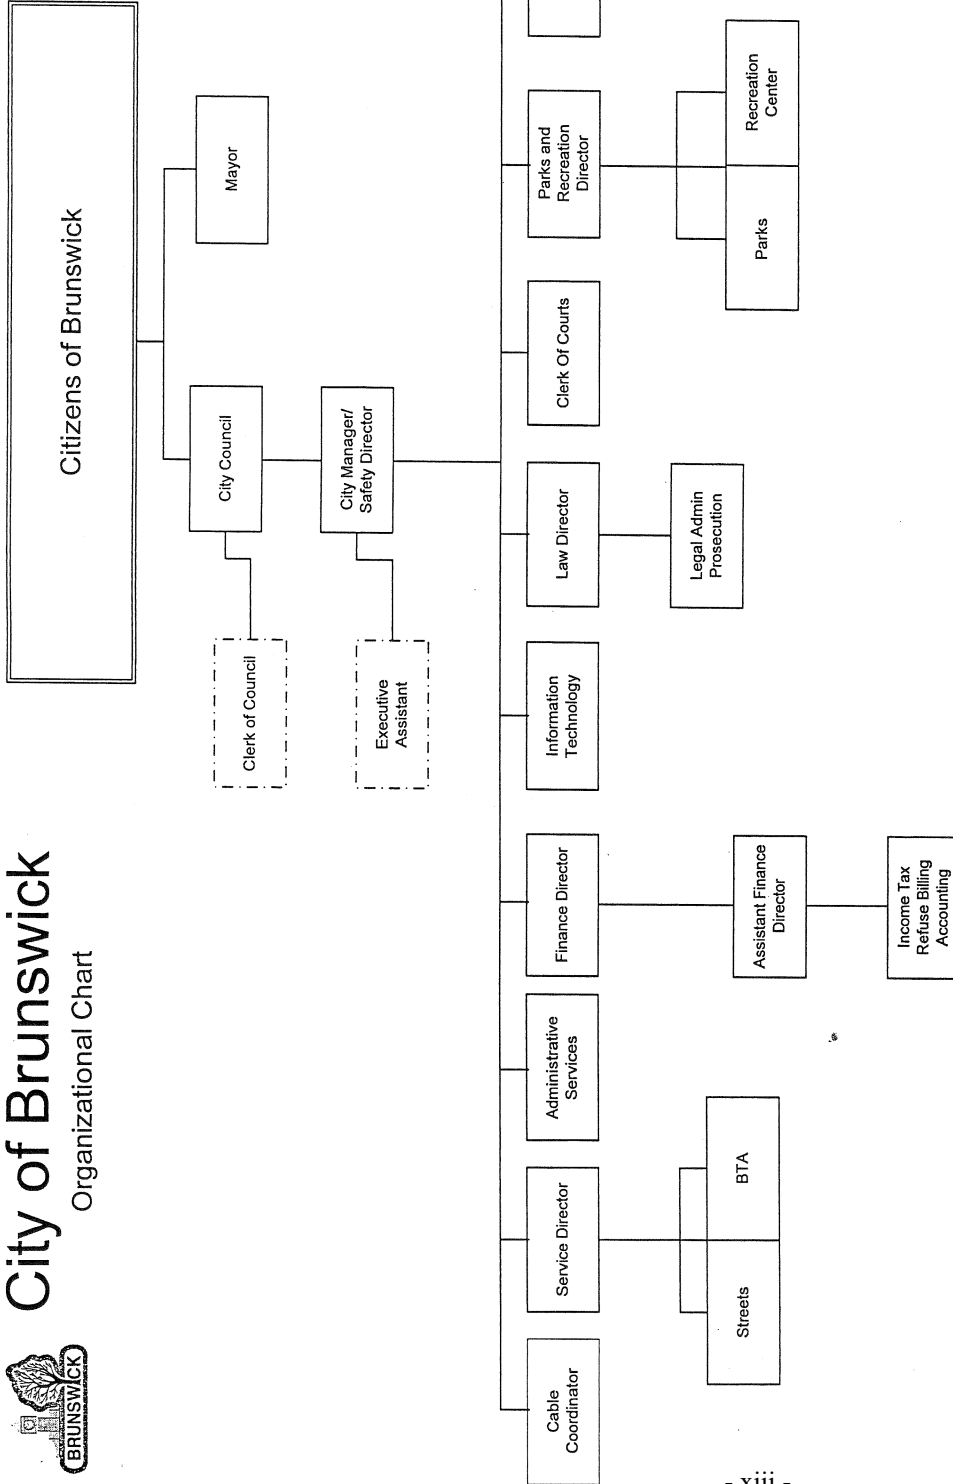 BRUNSWICK
City of Brunswick
Organizational Chart
Citizens of Brunswick
City Council
Mayor
Clerk of Council
City Manager/
Safety Director
Executive
Assistant
Cable
Coordinator
Service Director
Administrative
Services
Finance Director
Information
Technology
Law Director
Clerk Of Courts
Parks and
Recreation
Director
Streets
BTA
Assistant Finance
Director
Legal Admin
Prosecution
Parks
Recreation
Center
Income Tax
Refuse Billing
Accounting
- xiii -